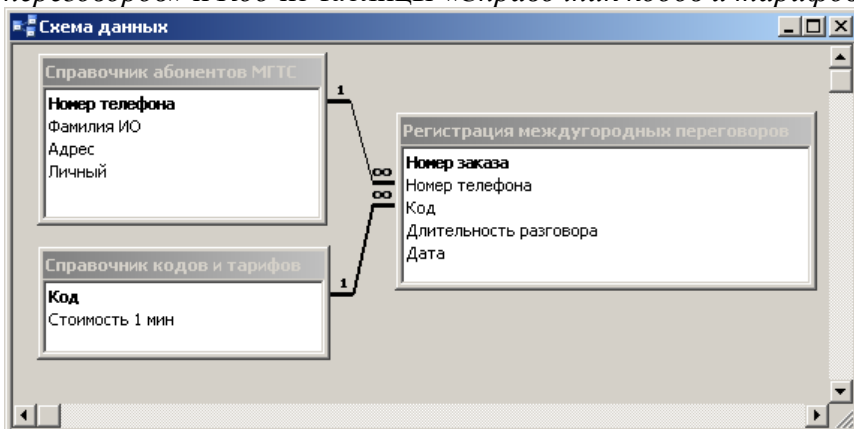 Схема данных
Справочник абонентов МГТС
Номер телефона
Фамилия ИО
Адрес
Личный
1
Регистрация междугородных переговоров
Номер заказа
Номер телефона
Код
Длительность разговора
Дата
∞
∞
Справочник кодов и тарифов
Код
Стоимость 1 мин
1